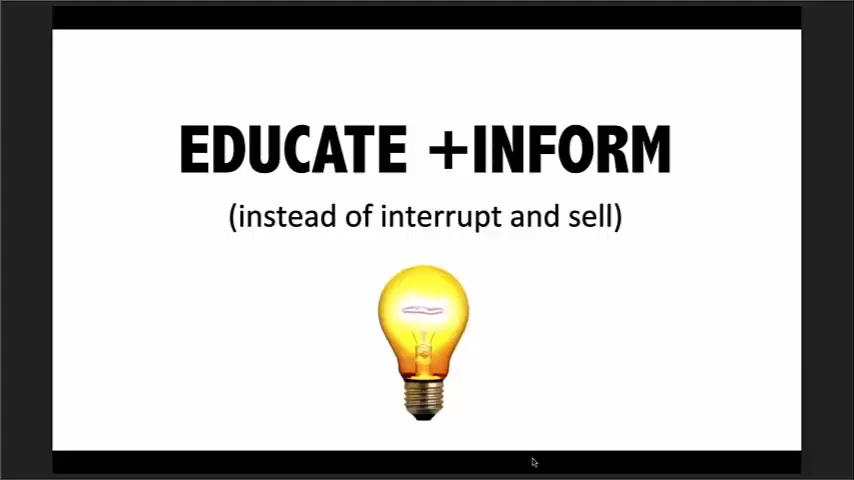 EDUCATE +INFORM
(instead of interrupt and sell)